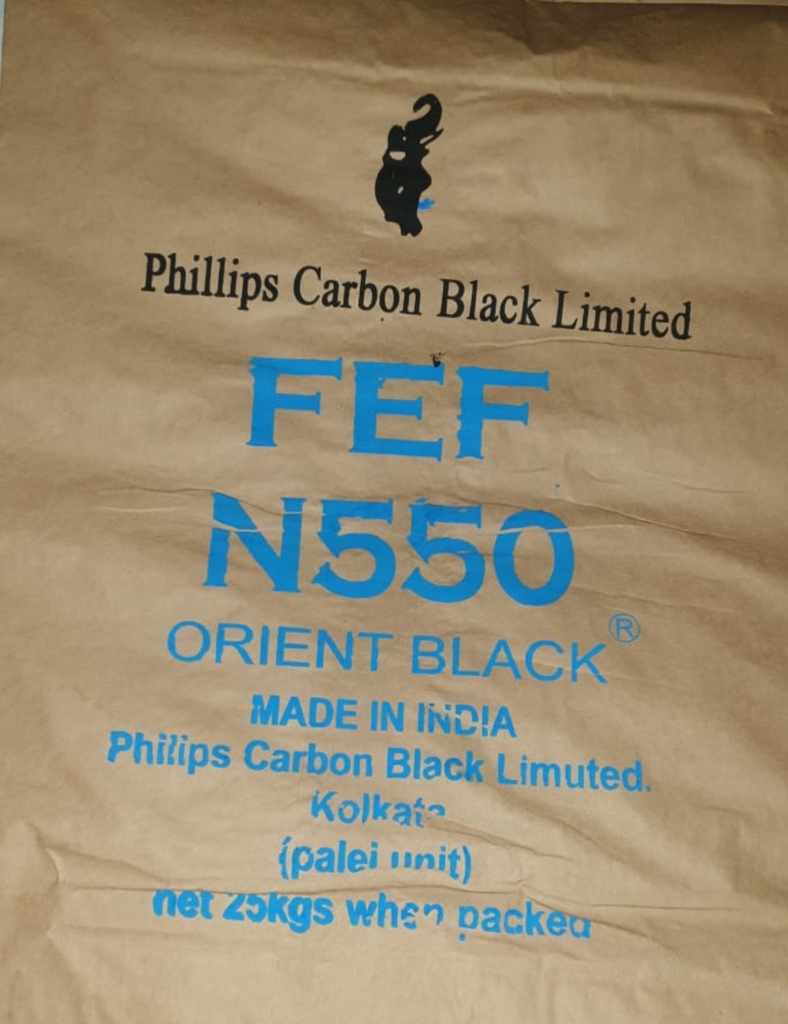 Phillips Carbon Black Limited
FEF
N550
ORIENT BLACK ®
MADE IN INDIA
Philips Carbon Black Limuted.
Kolkata
(palei unit)
net 25kgs when packed